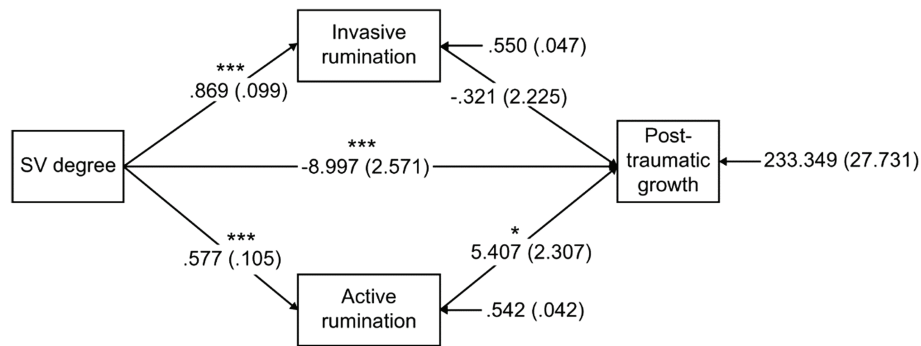 Invasive
rumination
.550 (.047)
***
.869 (.099)
-.321 (2.225)
SV degree
***
-8.997 (2.571)
Post-
traumatic
growth
233.349 (27.731)
***
.577 (.105)
*
5.407 (2.307)
Active
rumination
.542 (.042)